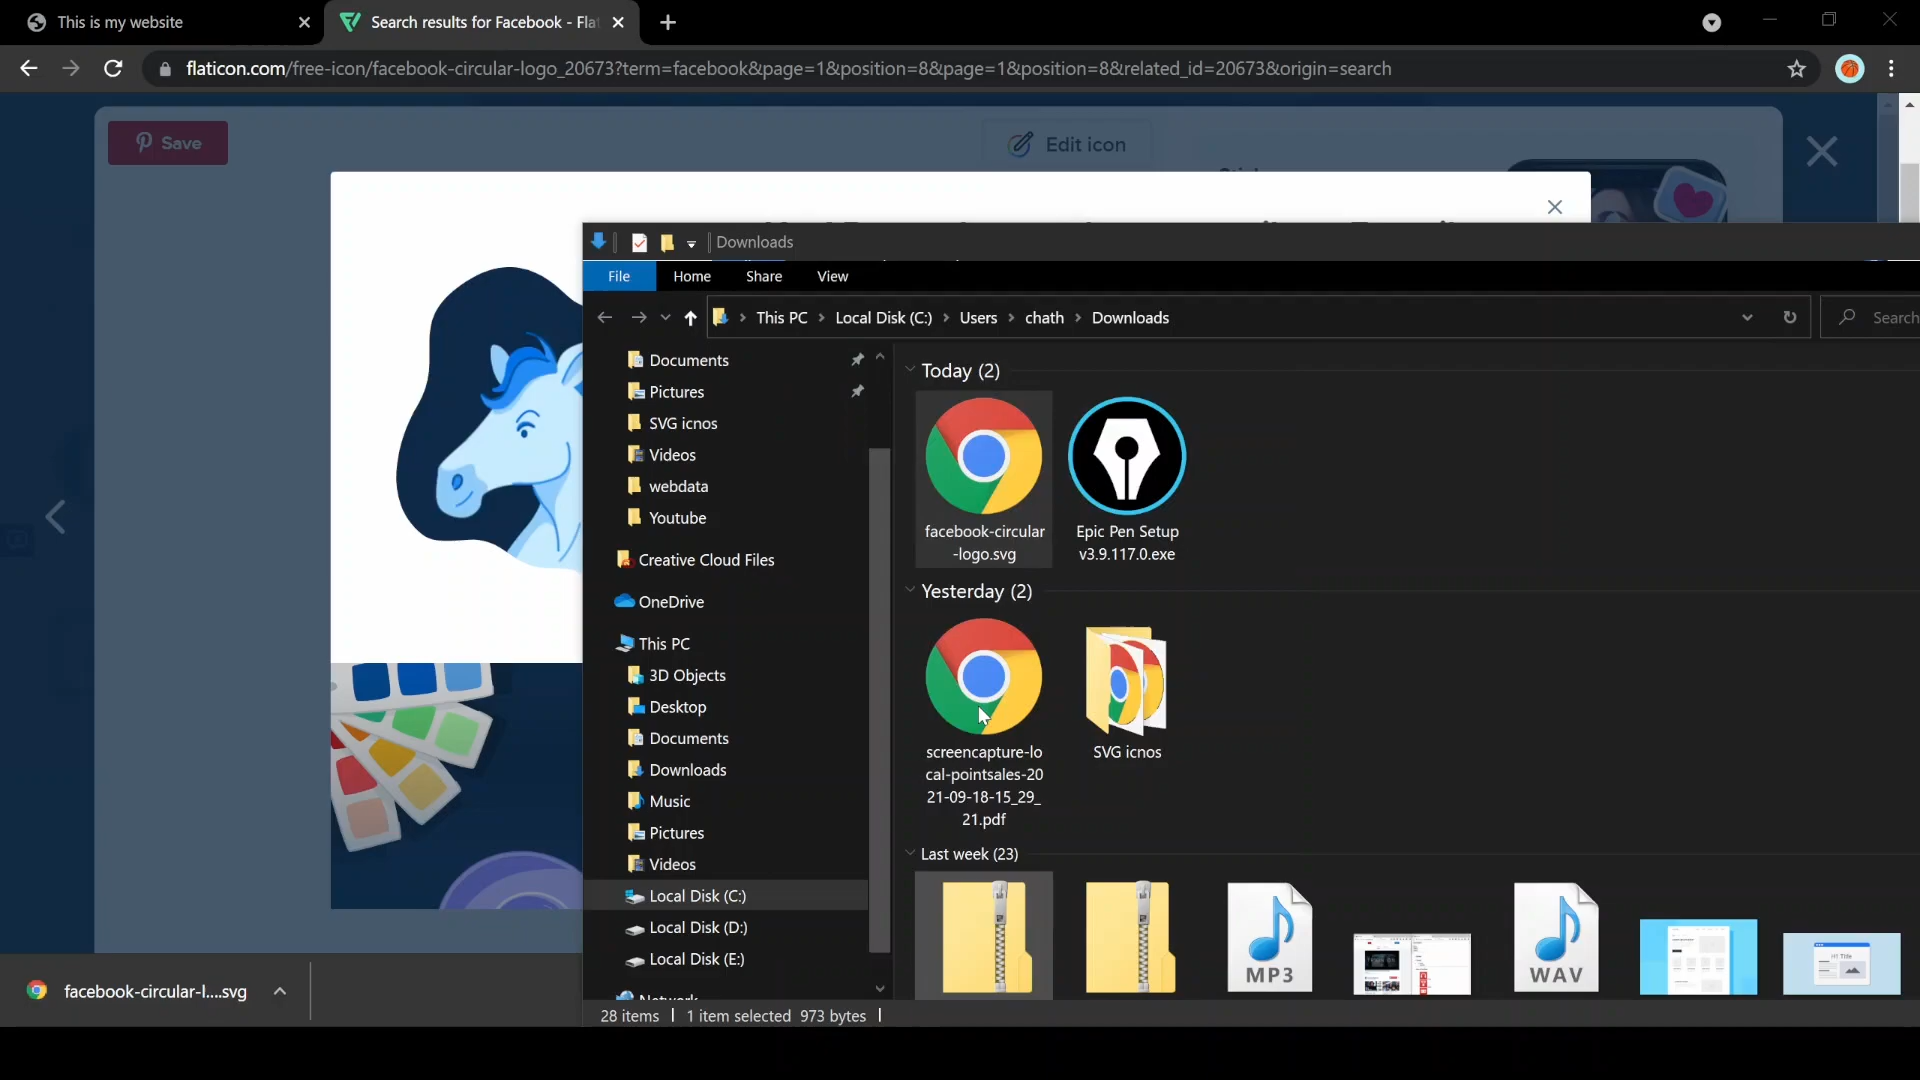 This is my website
Search results for Facebook - Fla
flaticon.com/free-icon/facebook-circular-logo_20673?term=facebook&page=1&position=8&page=1&position=8&related_id=20673&origin=search
Save
Edit icon
Downloads
File
Home
Share
View
This PC
Local Disk (C:)
Users
chath
Downloads
Search
Documents
Pictures
SVG icnos
Videos
webdata
Youtube
Creative Cloud Files
OneDrive
This PC
3D Objects
Desktop
Documents
Downloads
Music
Pictures
Videos
Local Disk (C:)
Local Disk (D:)
Local Disk (E:)
Network
Today (2)
facebook-circular
-logo.svg
Epic Pen Setup
v3.9.117.0.exe
Yesterday (2)
screencapture-lo
cal-pointsales-20
21-09-18-15_29_
21.pdf
SVG icnos
Last week (23)
MP3
WAV
H1 Title
facebook-circular-l....svg
28 items
1 item selected 973 bytes